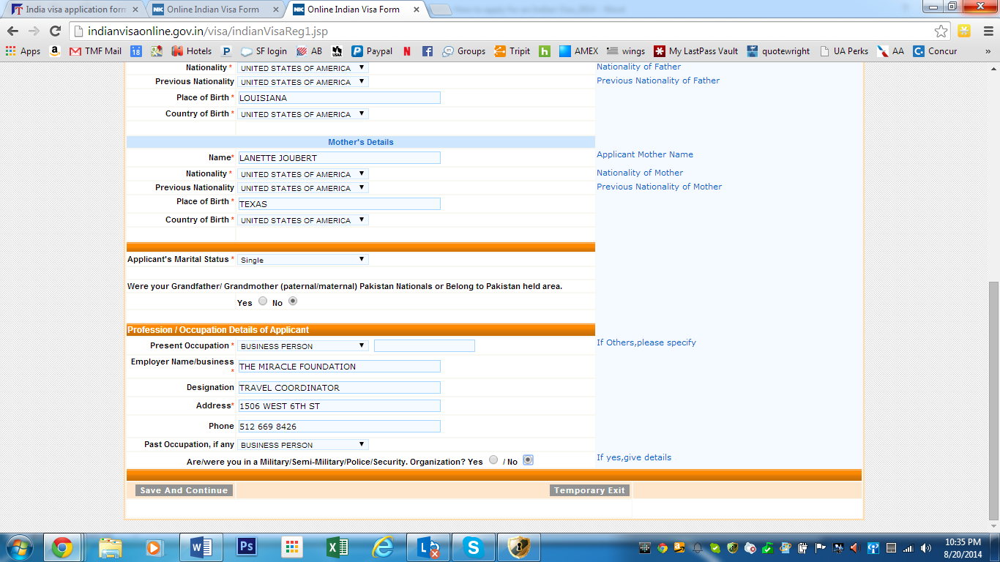 India visa application form
Online Indian Visa Form
Online Indian Visa Form
indianvisaonline.gov.in/visa/indianVisaReg1.jsp
Apps TMF Mail 18 Hotels SF login AB Paypal Groups Tripit AMEX wings My LastPass Vault quotewright UA Perks AA Concur »
Nationality * UNITED STATES OF AMERICA Nationality of Father
Previous Nationality UNITED STATES OF AMERICA Previous Nationality of Father
Place of Birth * LOUISIANA
Country of Birth * UNITED STATES OF AMERICA
Mother's Details
Name* LANETTE JOUBERT Applicant Mother Name
Nationality * UNITED STATES OF AMERICA Nationality of Mother
Previous Nationality UNITED STATES OF AMERICA Previous Nationality of Mother
Place of Birth * TEXAS
Country of Birth * UNITED STATES OF AMERICA
Applicant's Marital Status * Single
Were your Grandfather/ Grandmother (paternal/maternal) Pakistan Nationals or Belong to Pakistan held area.
Yes No
Profession / Occupation Details of Applicant
Present Occupation * BUSINESS PERSON If Others,please specify
Employer Name/business * THE MIRACLE FOUNDATION
Designation TRAVEL COORDINATOR
Address* 1506 WEST 6TH ST
Phone 512 669 8426
Past Occupation, if any BUSINESS PERSON
Are/were you in a Military/Semi-Military/Police/Security. Organization? Yes / No If yes,give details
Save And Continue Temporary Exit
10:35 PM
8/20/2014